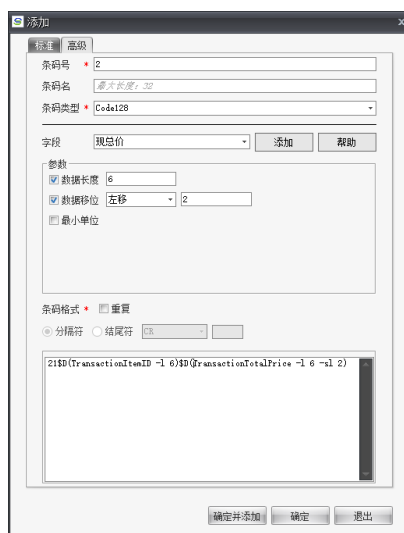 添加
标准 高级
条码号 * 2
条码名 最大长度：32
条码类型 * Code128
字段 现总价 添加 帮助
参数
数据长度 6
数据移位 左移 2
最小单位
条码格式 * 重复
分隔符 结尾符 CR
21$D(TransactionItemID -l 6)$D(TransactionTotalPrice -l 6 -sl 2)
确定并添加 确定 退出